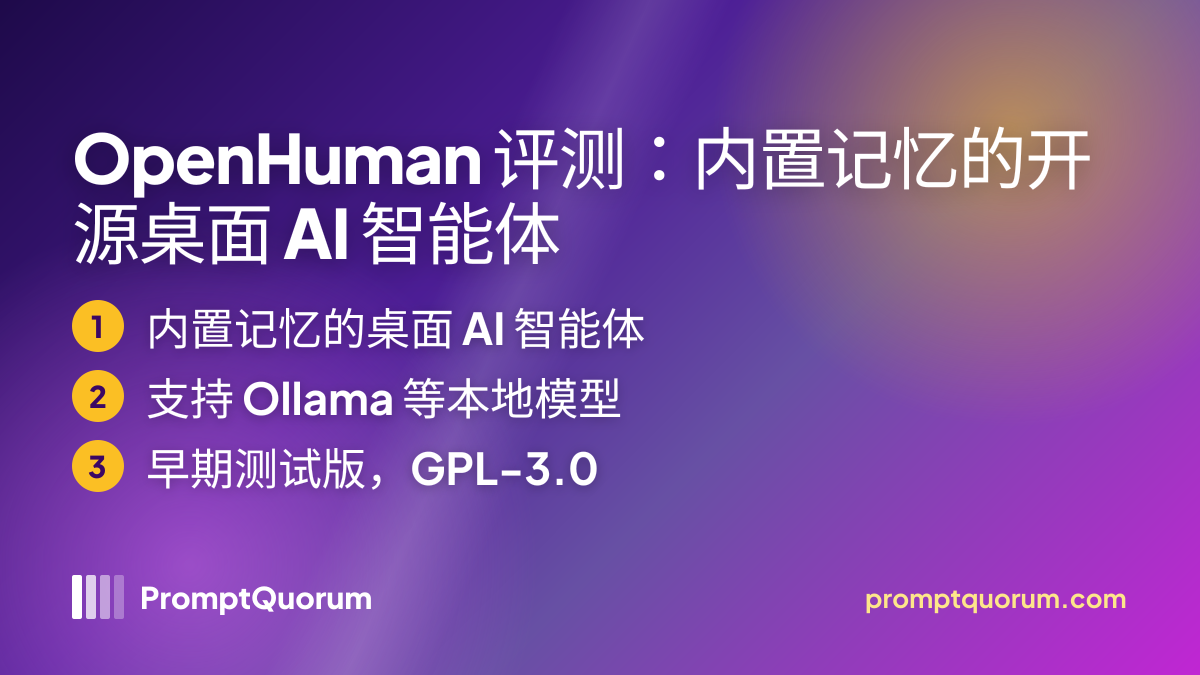 OpenHuman 评测：内置记忆的开
源桌面 AI 智能体
1 内置记忆的桌面 AI 智能体
2 支持 Ollama 等本地模型
3 早期测试版，GPL-3.0
PromptQuorum
promptquorum.com